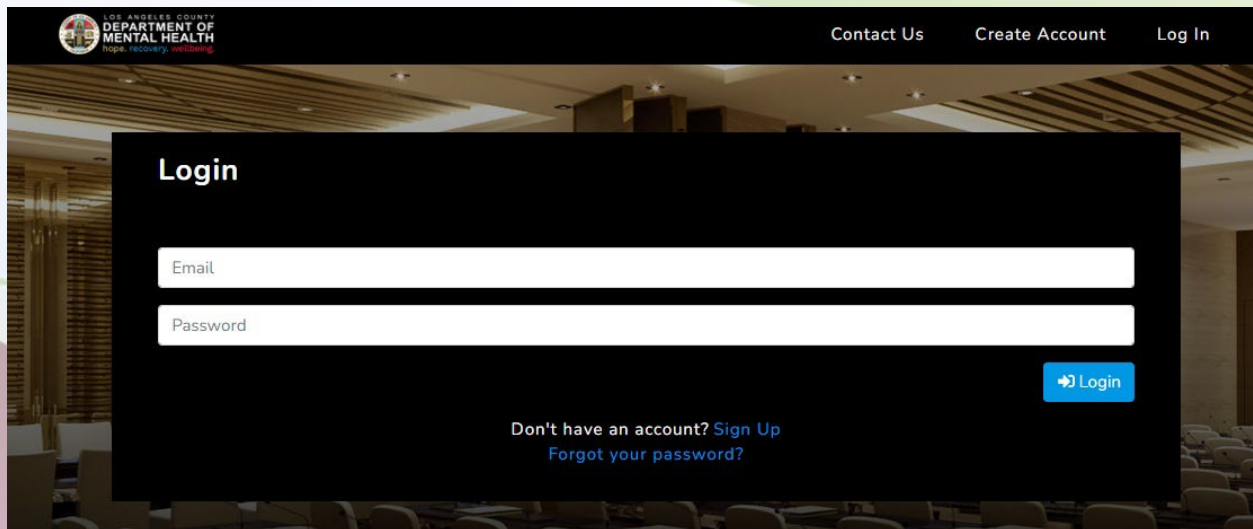 LOS ANGELES COUNTY
DEPARTMENT OF
MENTAL HEALTH
hope. recovery. wellbeing.
Contact Us Create Account Log In
Login
Email
Password
Login
Don't have an account? Sign Up
Forgot your password?